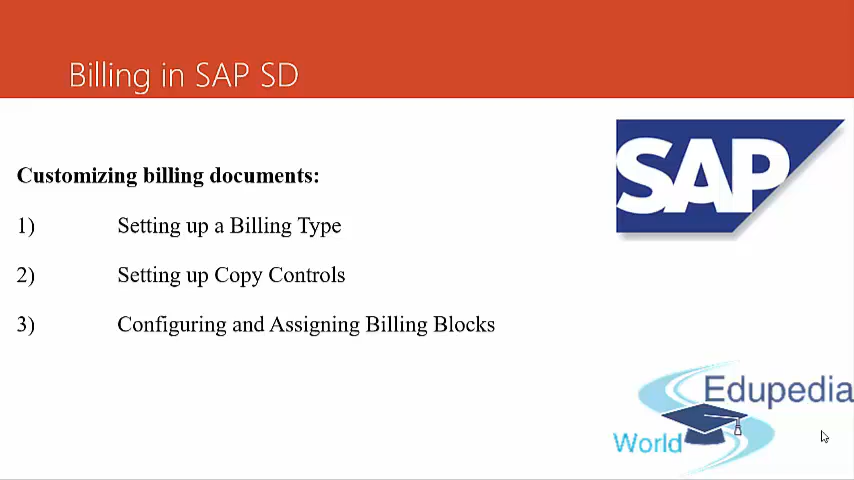 Billing in SAP SD
SAP
Customizing billing documents:
1) Setting up a Billing Type
2) Setting up Copy Controls
3) Configuring and Assigning Billing Blocks
Edupedia
World